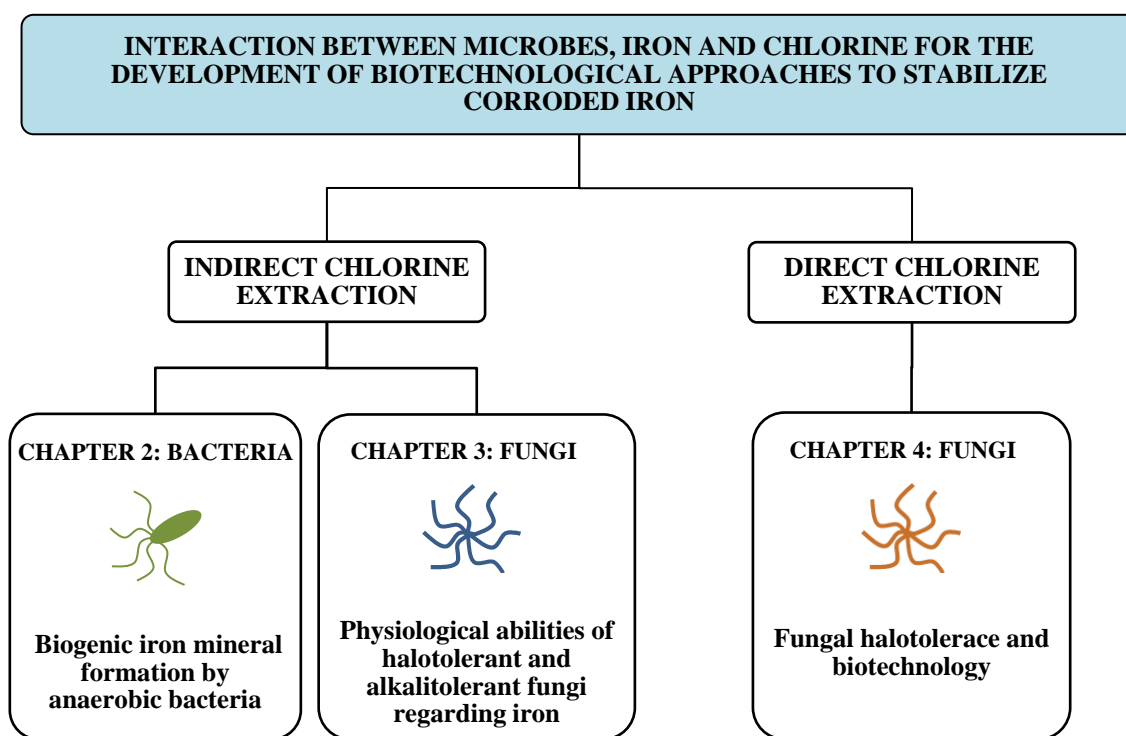 INTERACTION BETWEEN MICROBES, IRON AND CHLORINE FOR THE
DEVELOPMENT OF BIOTECHNOLOGICAL APPROACHES TO STABILIZE
CORRODED IRON
INDIRECT CHLORINE
EXTRACTION
DIRECT CHLORINE
EXTRACTION
CHAPTER 2: BACTERIA
Biogenic iron mineral
formation by
anaerobic bacteria
CHAPTER 3: FUNGI
Physiological abilities of
halotolerant and
alkalitolerant fungi
regarding iron
CHAPTER 4: FUNGI
Fungal halotolerace and
biotechnology